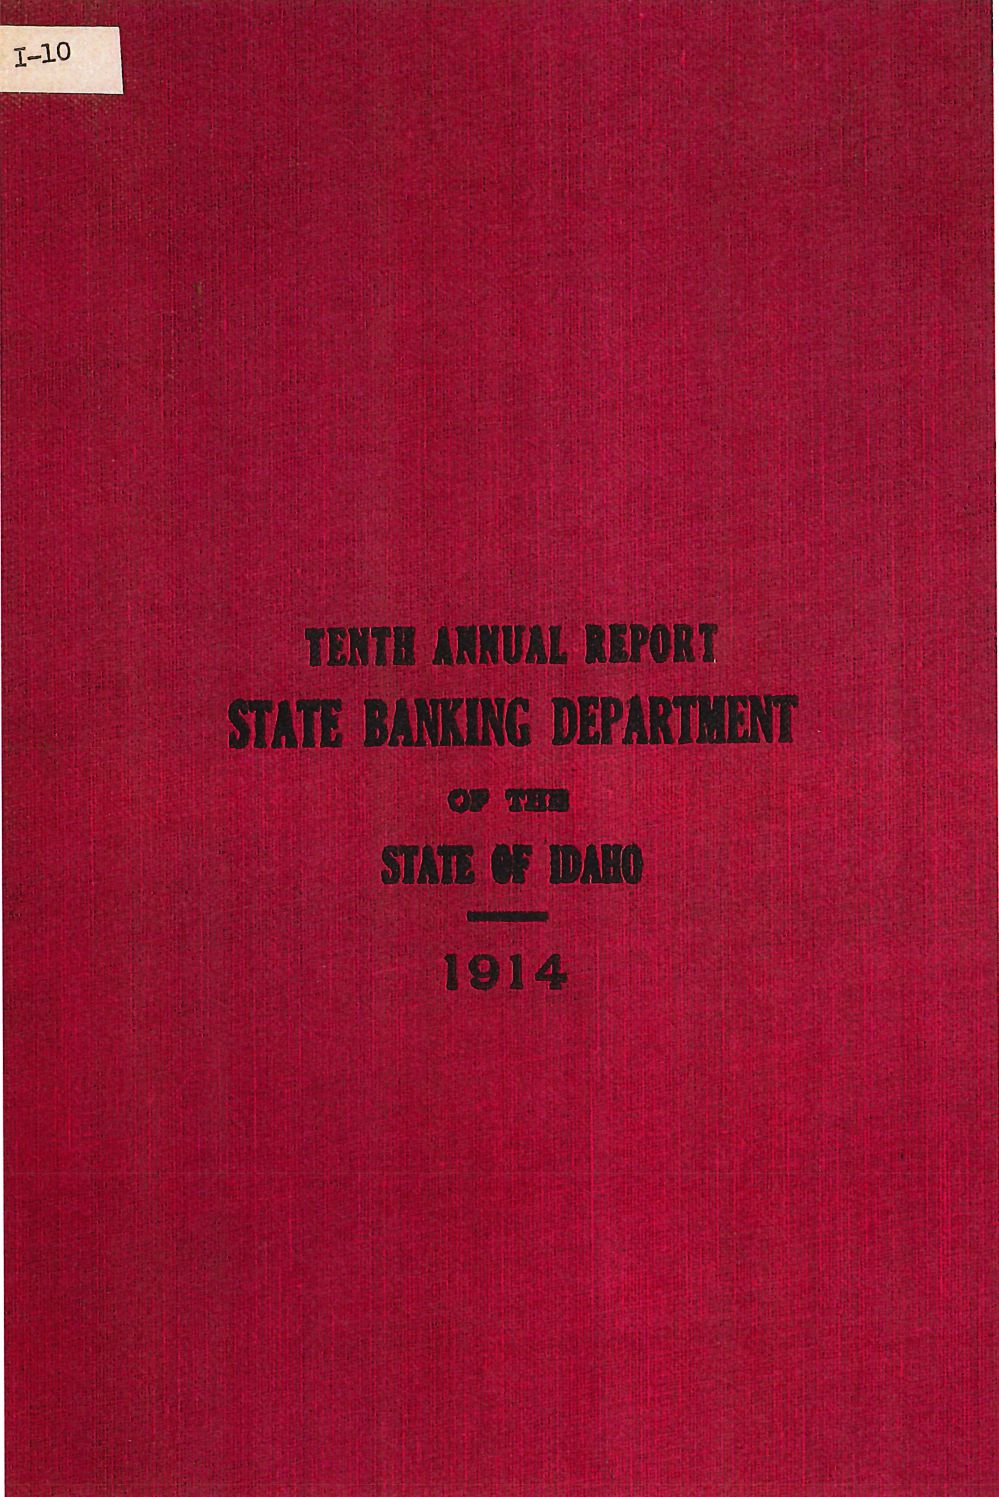 I-10
TENTH ANNUAL REPORT
STATE BANKING DEPARTMENT
OF THE
STATE OF IDAHO
1914